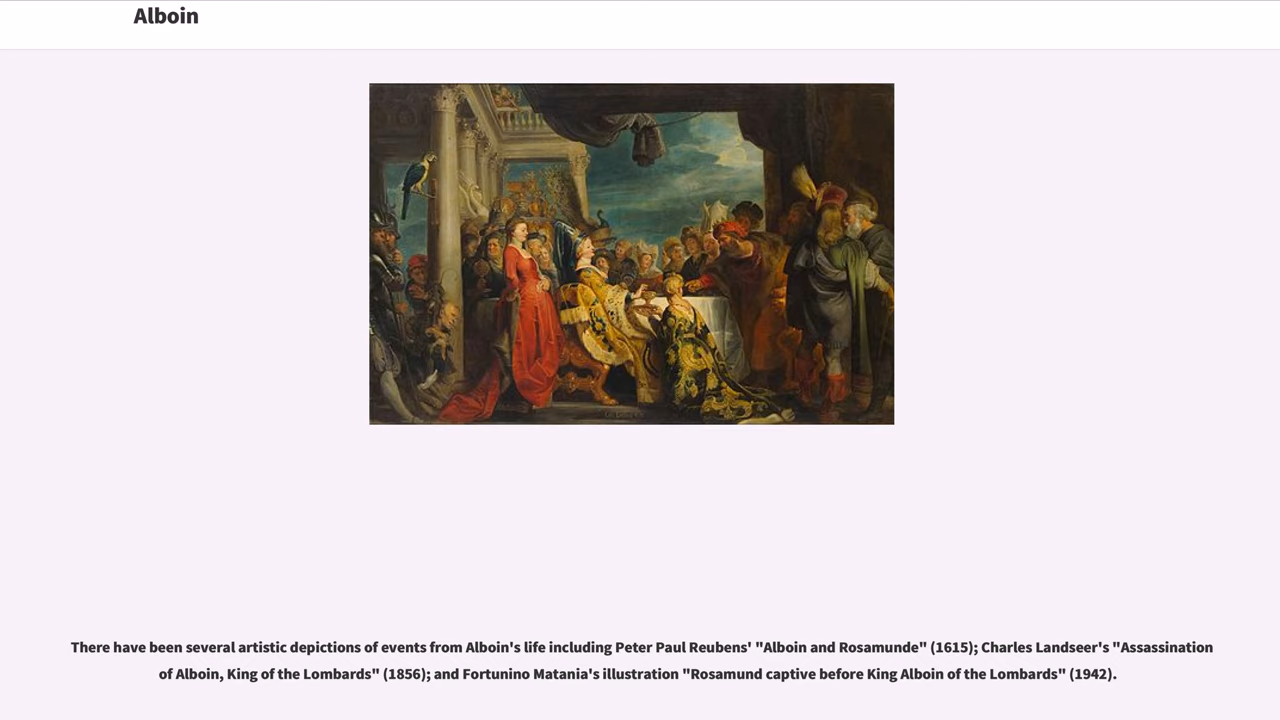 Alboin
There have been several artistic depictions of events from Alboin's life including Peter Paul Reubens' "Alboin and Rosamunde" (1615); Charles Landseer's "Assassination
of Alboin, King of the Lombards" (1856); and Fortunino Matania's illustration "Rosamund captive before King Alboin of the Lombards" (1942).